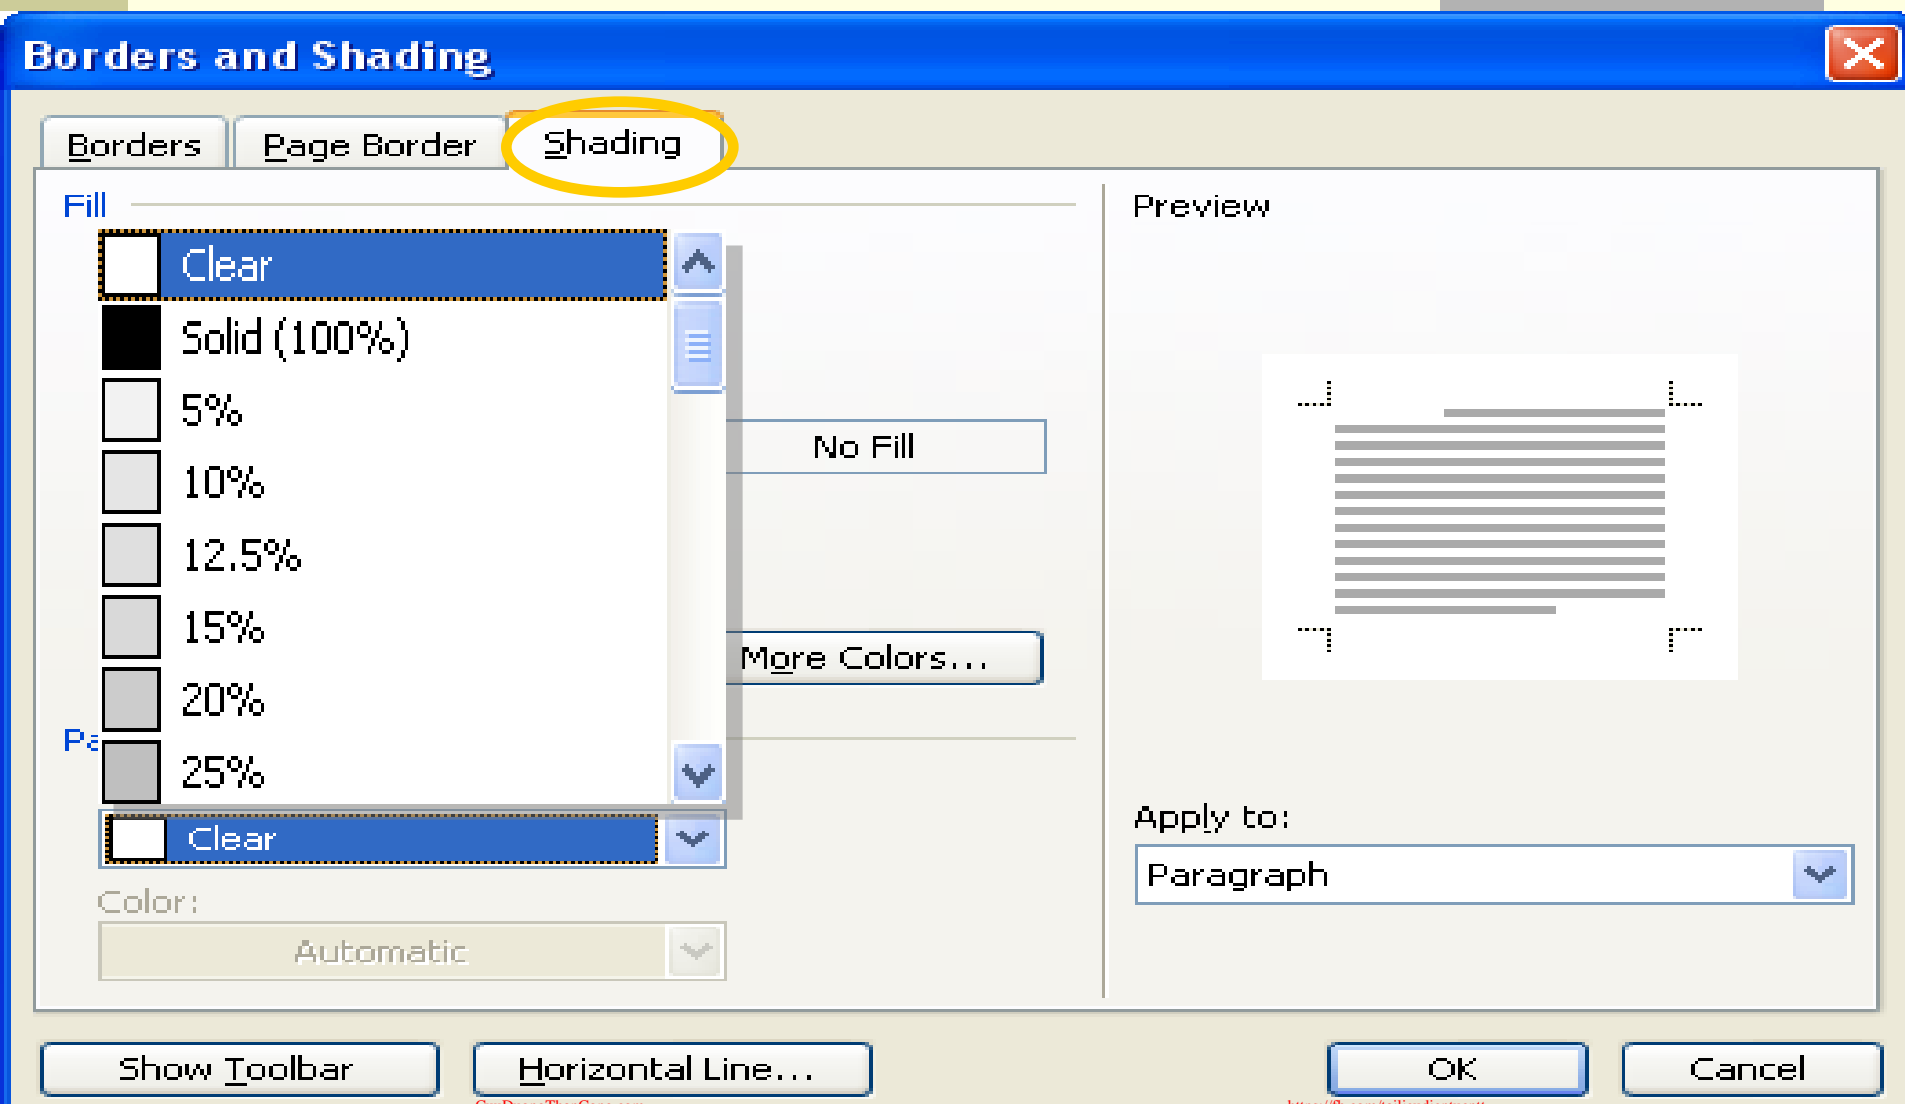 Borders and Shading
Borders
Page Border
Shading
Fill
Clear
Solid (100%)
5%
10%
12.5%
15%
20%
25%
No Fill
More Colors...
Clear
Color:
Automatic
Preview
Apply to:
Paragraph
Show Toolbar
Horizontal Line...
OK
Cancel